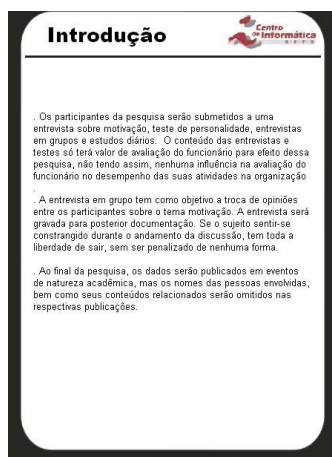 Introdução
Centro
de Informática
U F P E
. Os participantes da pesquisa serão submetidos a uma
entrevista sobre motivação, teste de personalidade, entrevistas
em grupos e estudos diários.  O conteúdo das entrevistas e
testes só terá valor de avaliação do funcionário para efeito dessa
pesquisa, não tendo assim, nenhuma influência na avaliação do
funcionário no desempenho das suas atividades na organização
.
. A entrevista em grupo tem como objetivo a troca de opiniões
entre os participantes sobre o tema motivação. A entrevista será
gravada para posterior documentação. Se o sujeito sentir-se
constrangido durante o andamento da discussão, tem toda a
liberdade de sair, sem ser penalizado de nenhuma forma.
. Ao final da pesquisa, os dados serão publicados em eventos
de natureza acadêmica, mas os nomes das pessoas envolvidas,
bem como seus conteúdos relacionados serão omitidos nas
respectivas publicações.